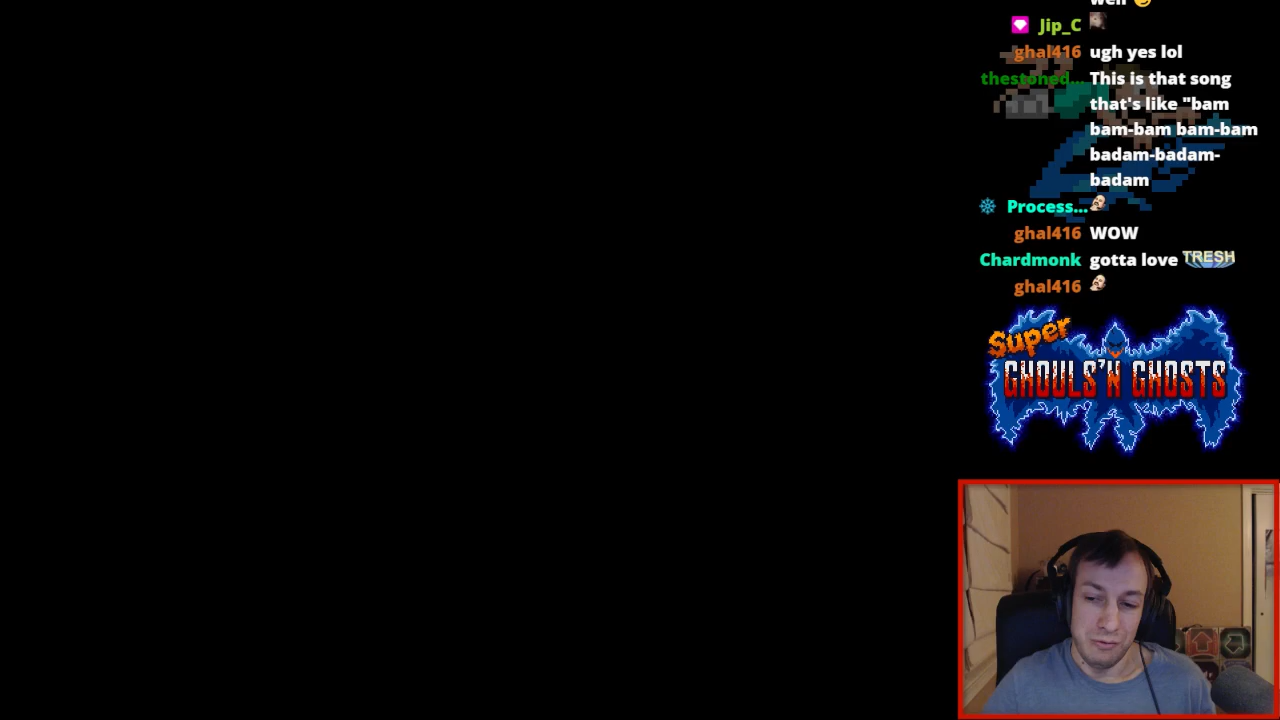 well
Jip_C
ghal416 ugh yes lol
thestoned... This is that song
that's like "bam
bam-bam bam-bam
badam-badam-
badam
Process...
ghal416 WOW
Chardmonk gotta love TRESH
ghal416
Super
GHOULS'N GHOSTS